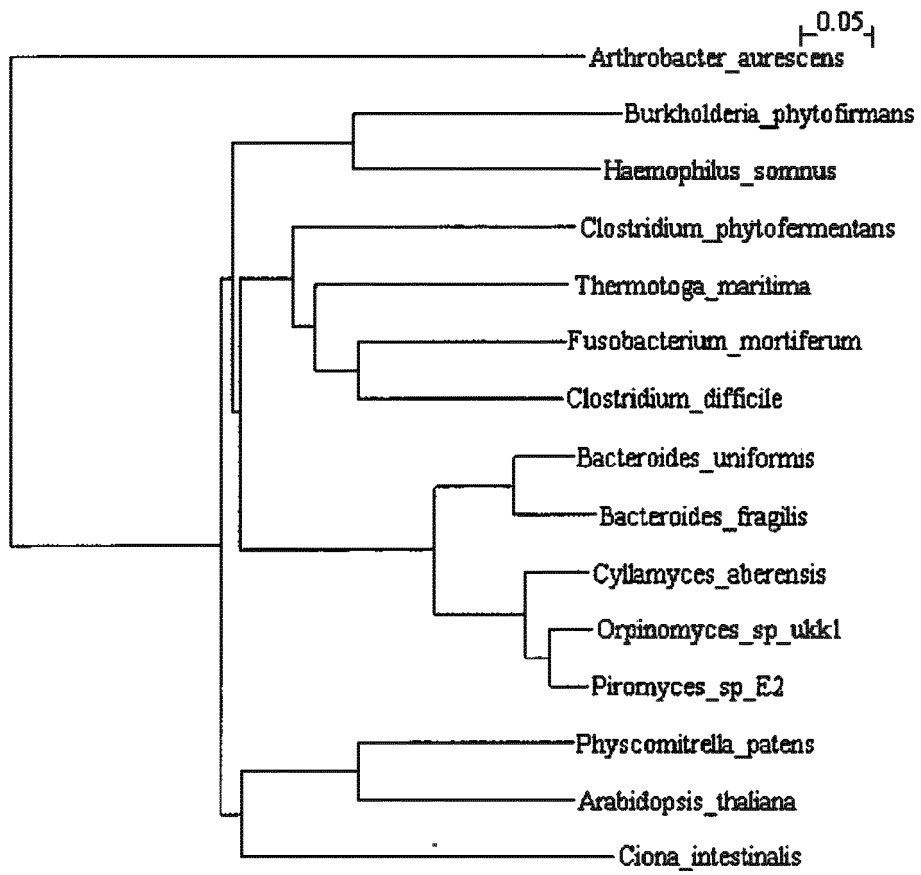 0.05
Arthrobacter_aurescens
Burkholderia_phytofirmans
Haemophilus_somnus
Clostridium_phytofermentans
Thermotoga_maritima
Fusobacterium_mortiferum
Clostridium_difficile
Bacteroides_uniformis
Bacteroides_fragilis
Cyllamyces_aberensis
Orpinomyces_sp_ukk1
Piromyces_sp_E2
Physcomitrella_patens
Arabidopsis_thaliana
Ciona_intestinalis